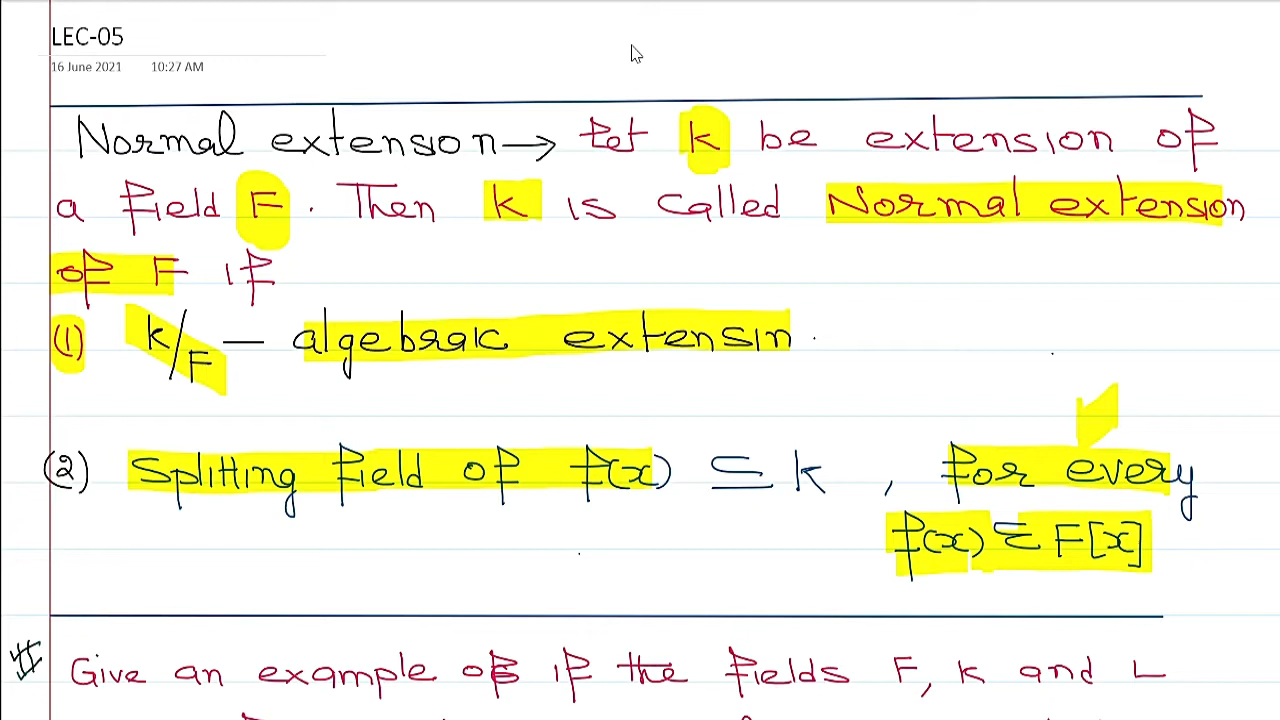 LEC-05
16 June 2021 10:27 AM
Normal extension → Let k be extension of
a field F. Then k is called Normal extension
of F if
(1) k/F — algebraic extensin.
(2) Splitting field of f(x) ⊆ k , for every
f(x) ∈ F[x]
# Give an example of if the fields F, K and L